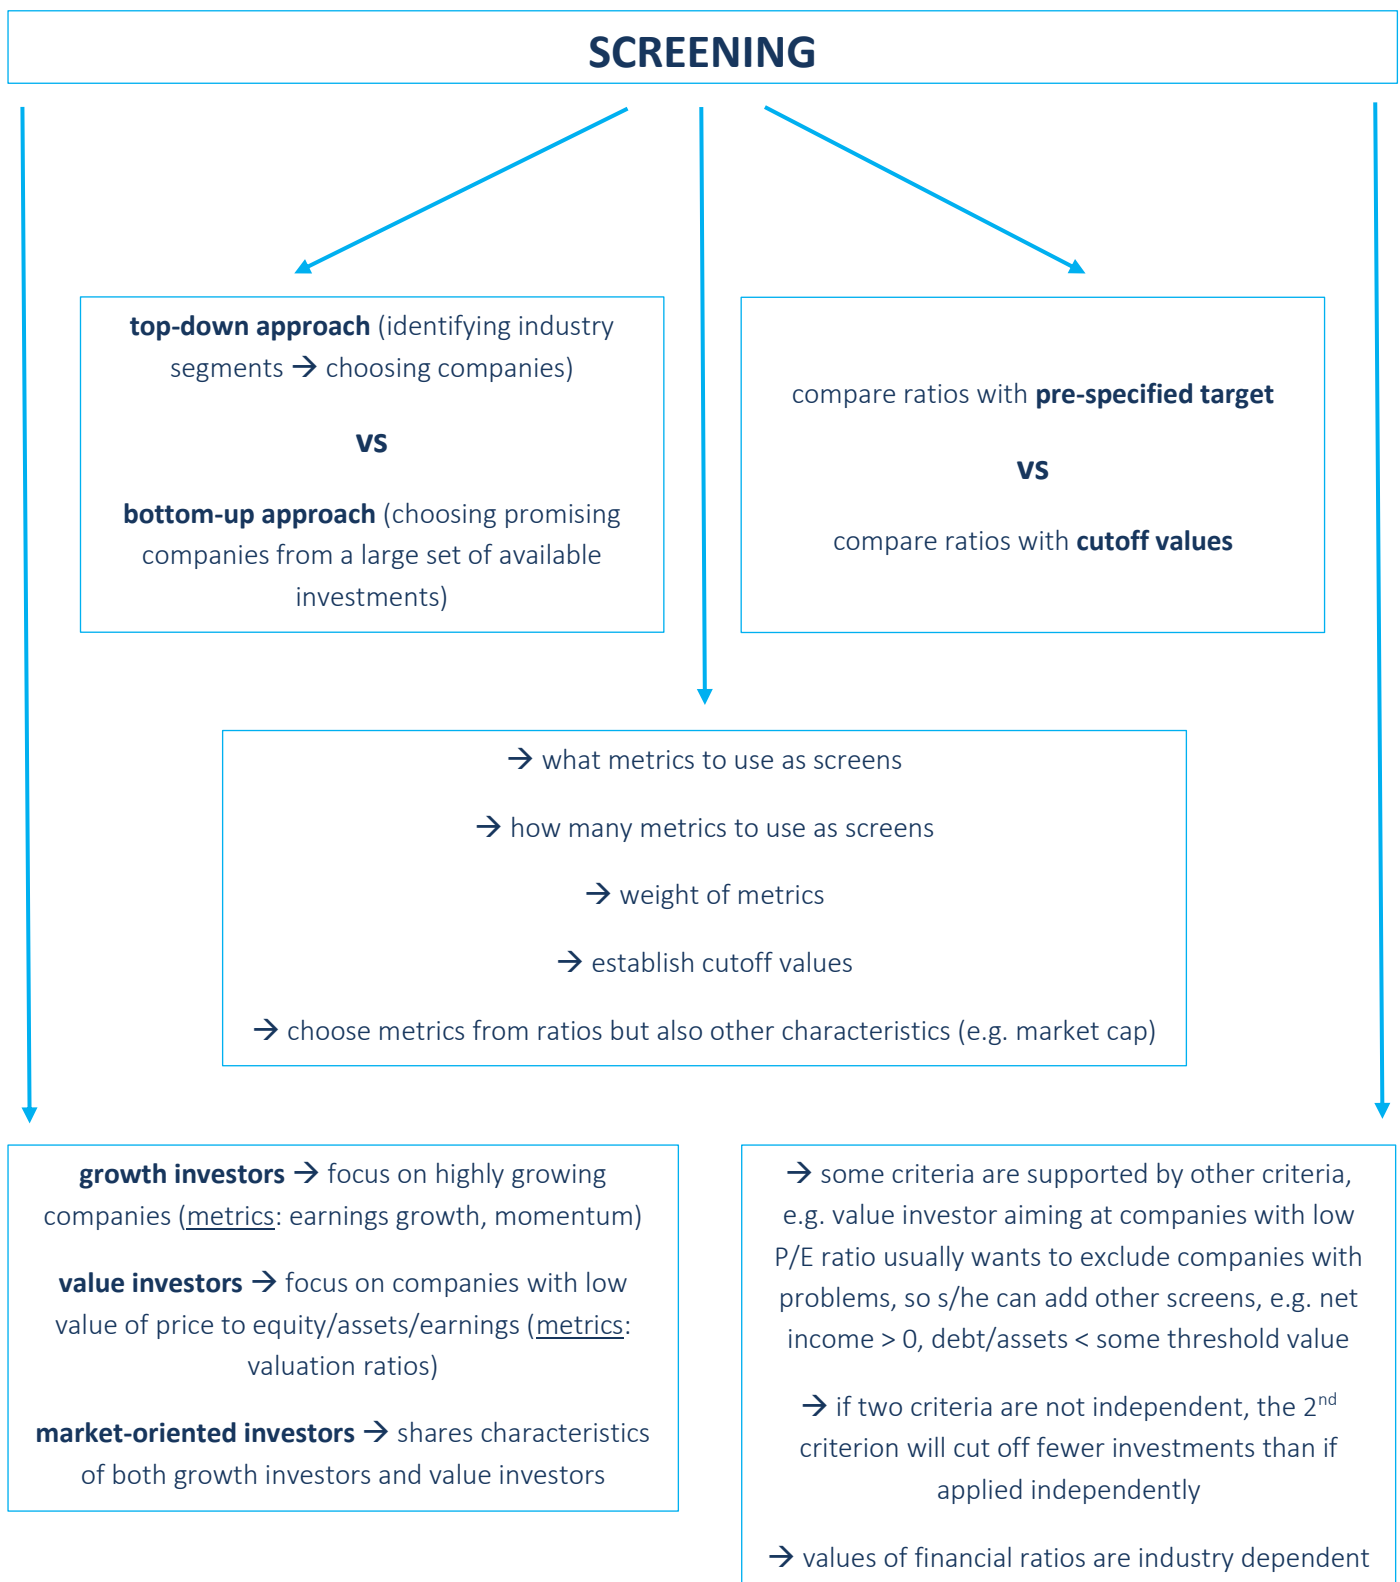 SCREENING
top-down approach (identifying industry
segments → choosing companies)
vs
bottom-up approach (choosing promising
companies from a large set of available
investments)
compare ratios with pre-specified target
vs
compare ratios with cutoff values
→ what metrics to use as screens
→ how many metrics to use as screens
→ weight of metrics
→ establish cutoff values
→ choose metrics from ratios but also other characteristics (e.g. market cap)
growth investors → focus on highly growing
companies (metrics: earnings growth, momentum)
value investors → focus on companies with low
value of price to equity/assets/earnings (metrics:
valuation ratios)
market-oriented investors → shares characteristics
of both growth investors and value investors
→ some criteria are supported by other criteria,
e.g. value investor aiming at companies with low
P/E ratio usually wants to exclude companies with
problems, so s/he can add other screens, e.g. net
income > 0, debt/assets < some threshold value
→ if two criteria are not independent, the 2nd
criterion will cut off fewer investments than if
applied independently
→ values of financial ratios are industry dependent